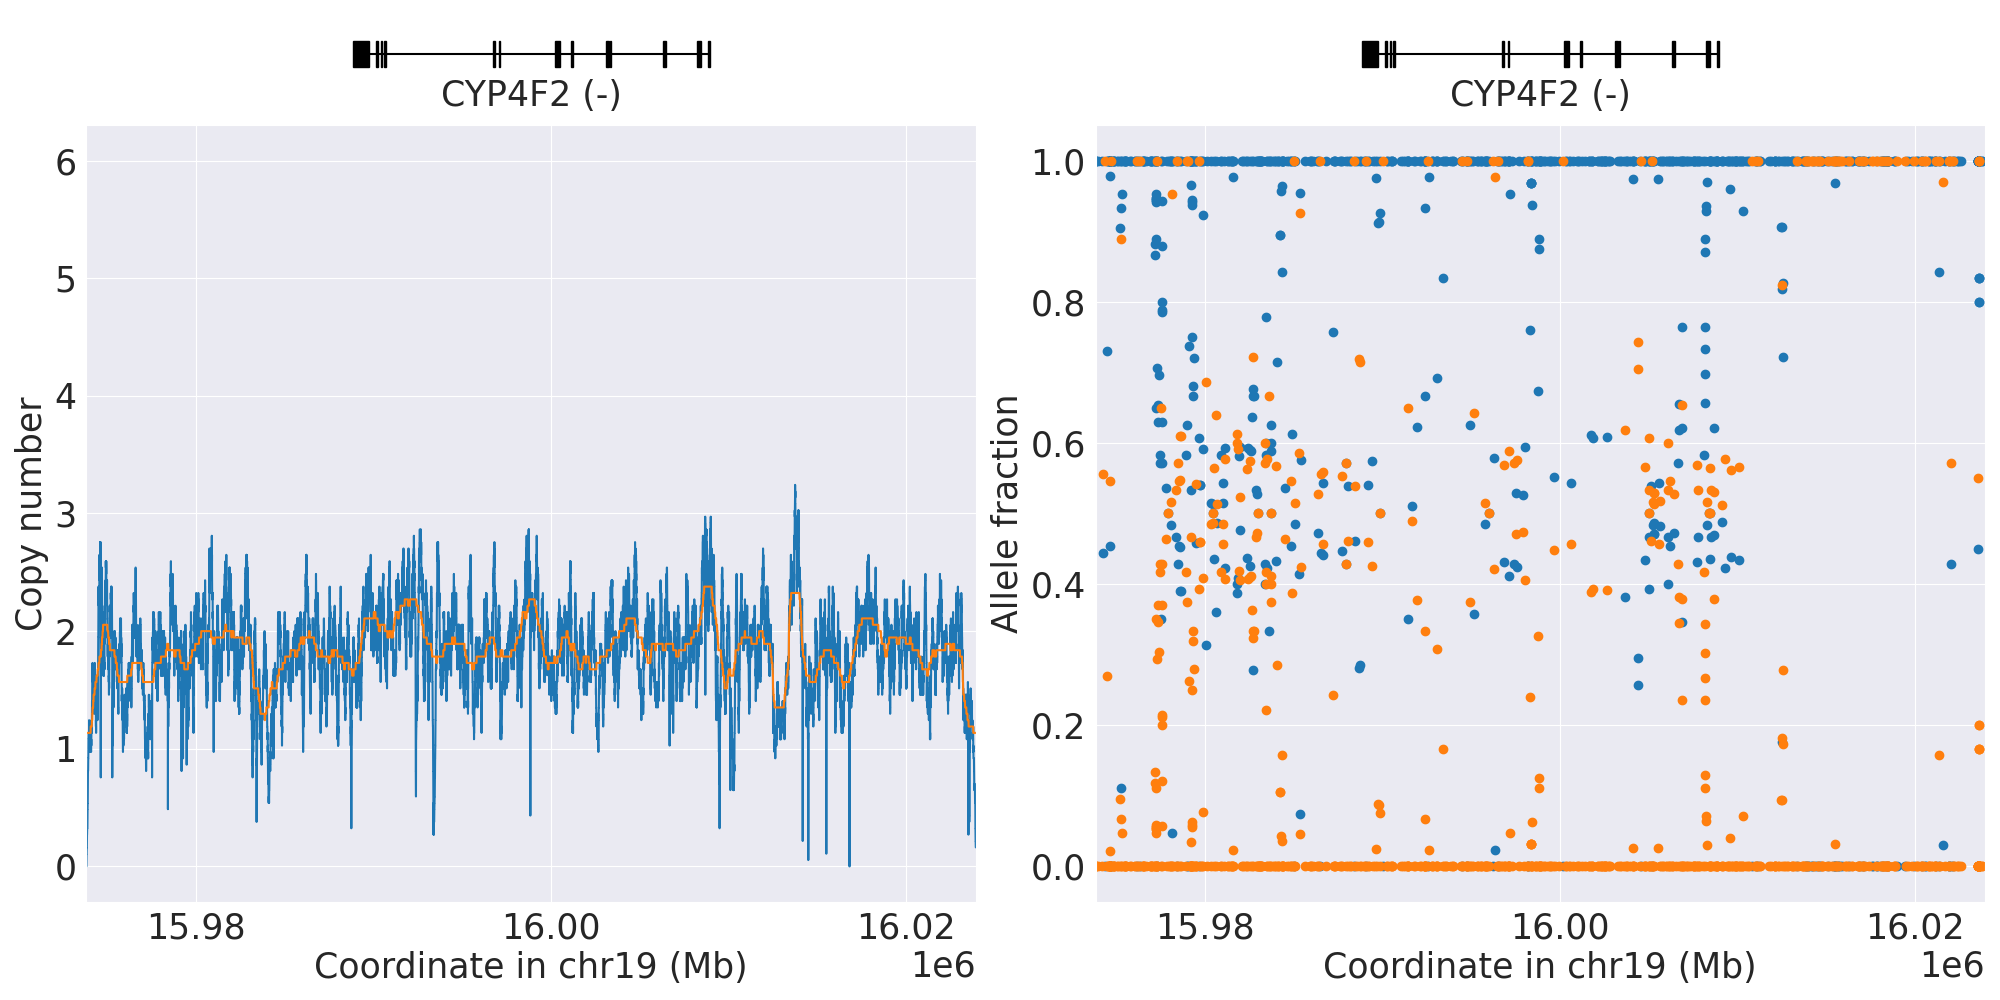 CYP4F2 (-)
6
5
4
3
2
1
0
Copy number
15.98
16.00
16.02
Coordinate in chr19 (Mb)
1e6
CYP4F2 (-)
1.0
0.8
0.6
0.4
0.2
0.0
Allele fraction
15.98
16.00
16.02
Coordinate in chr19 (Mb)
1e6